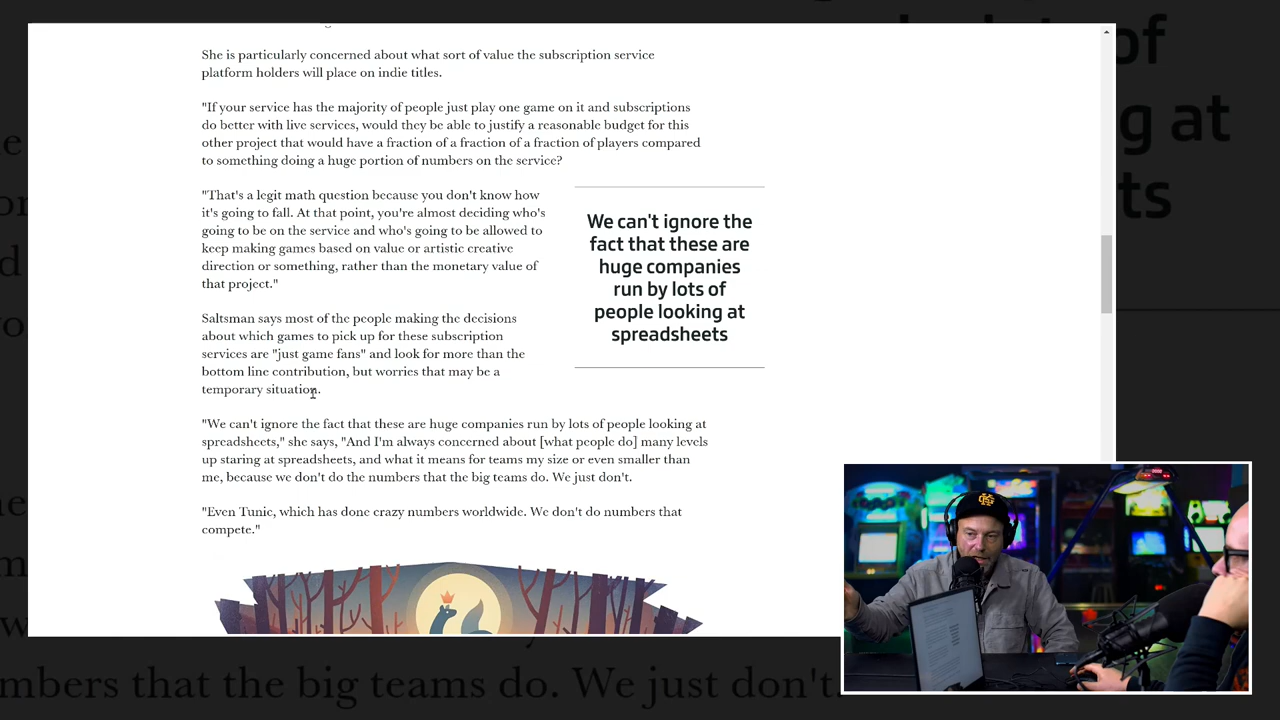 She is particularly concerned about what sort of value the subscription service
platform holders will place on indie titles.
"If your service has the majority of people just play one game on it and subscriptions
do better with live services, would they be able to justify a reasonable budget for this
other project that would have a fraction of a fraction of a fraction of players compared
to something doing a huge portion of numbers on the service?
"That's a legit math question because you don't know how
it's going to fall. At that point, you're almost deciding who's
going to be on the service and who's going to be allowed to
keep making games based on value or artistic creative
direction or something, rather than the monetary value of
that project."
We can't ignore the
fact that these are
huge companies
run by lots of
people looking at
spreadsheets
Saltsman says most of the people making the decisions
about which games to pick up for these subscription
services are "just game fans" and look for more than the
bottom line contribution, but worries that may be a
temporary situation.
"We can't ignore the fact that these are huge companies run by lots of people looking at
spreadsheets," she says, "And I'm always concerned about [what people do] many levels
up staring at spreadsheets, and what it means for teams my size or even smaller than
me, because we don't do the numbers that the big teams do. We just don't.
"Even Tunic, which has done crazy numbers worldwide. We don't do numbers that
compete."
of
g at
ts
mbers that the big teams do. We just don't.